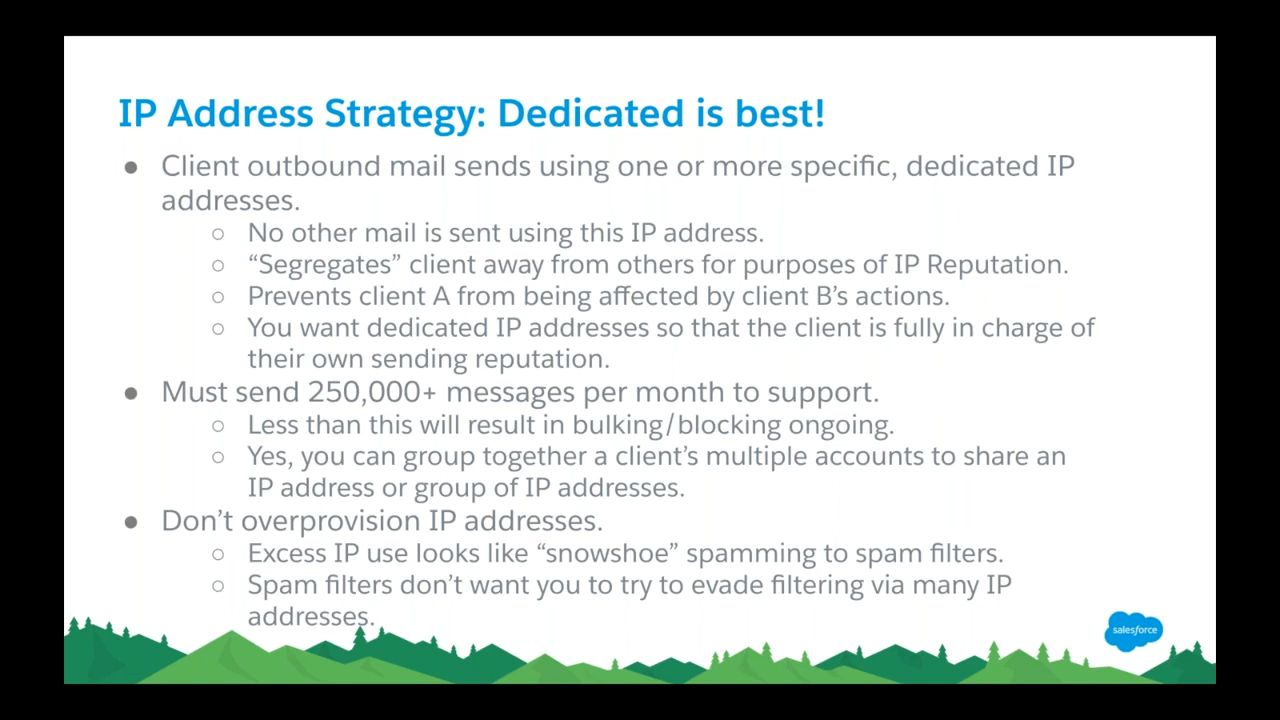 IP Address Strategy: Dedicated is best!
● Client outbound mail sends using one or more specific, dedicated IP
addresses.
○ No other mail is sent using this IP address.
○ “Segregates” client away from others for purposes of IP Reputation.
○ Prevents client A from being affected by client B’s actions.
○ You want dedicated IP addresses so that the client is fully in charge of
their own sending reputation.
● Must send 250,000+ messages per month to support.
○ Less than this will result in bulking/blocking ongoing.
○ Yes, you can group together a client’s multiple accounts to share an
IP address or group of IP addresses.
● Don’t overprovision IP addresses.
○ Excess IP use looks like “snowshoe” spamming to spam filters.
○ Spam filters don’t want you to try to evade filtering via many IP
addresses.
salesforce